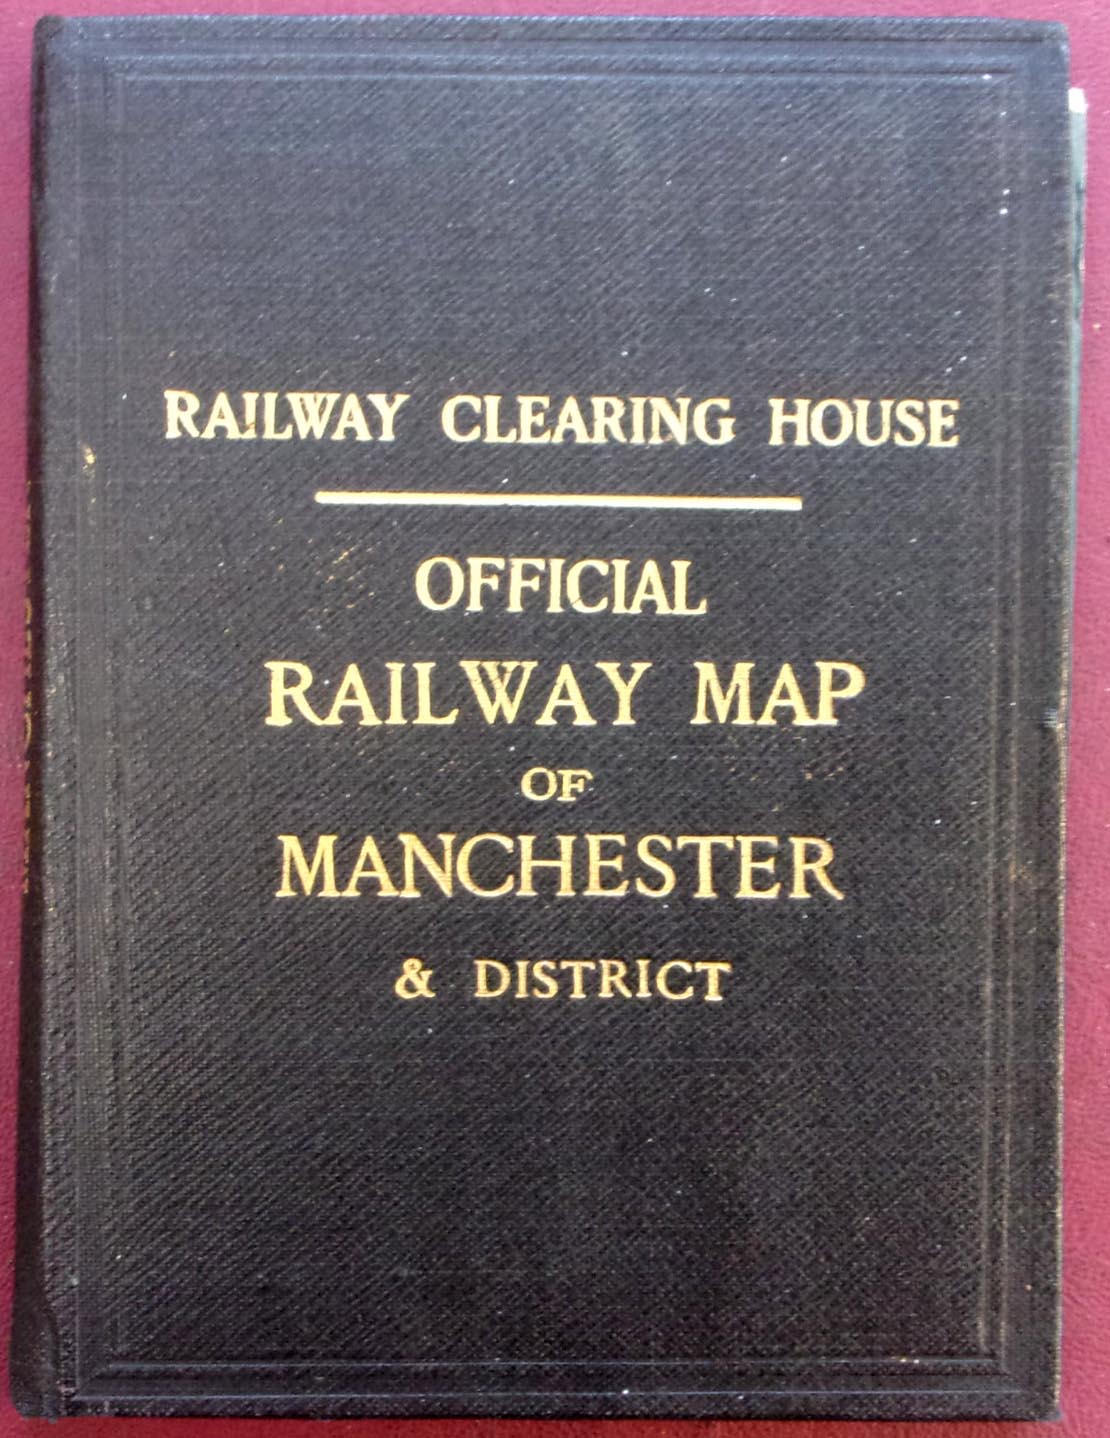 RAILWAY CLEARING HOUSE
OFFICIAL
RAILWAY MAP
OF
MANCHESTER
& DISTRICT